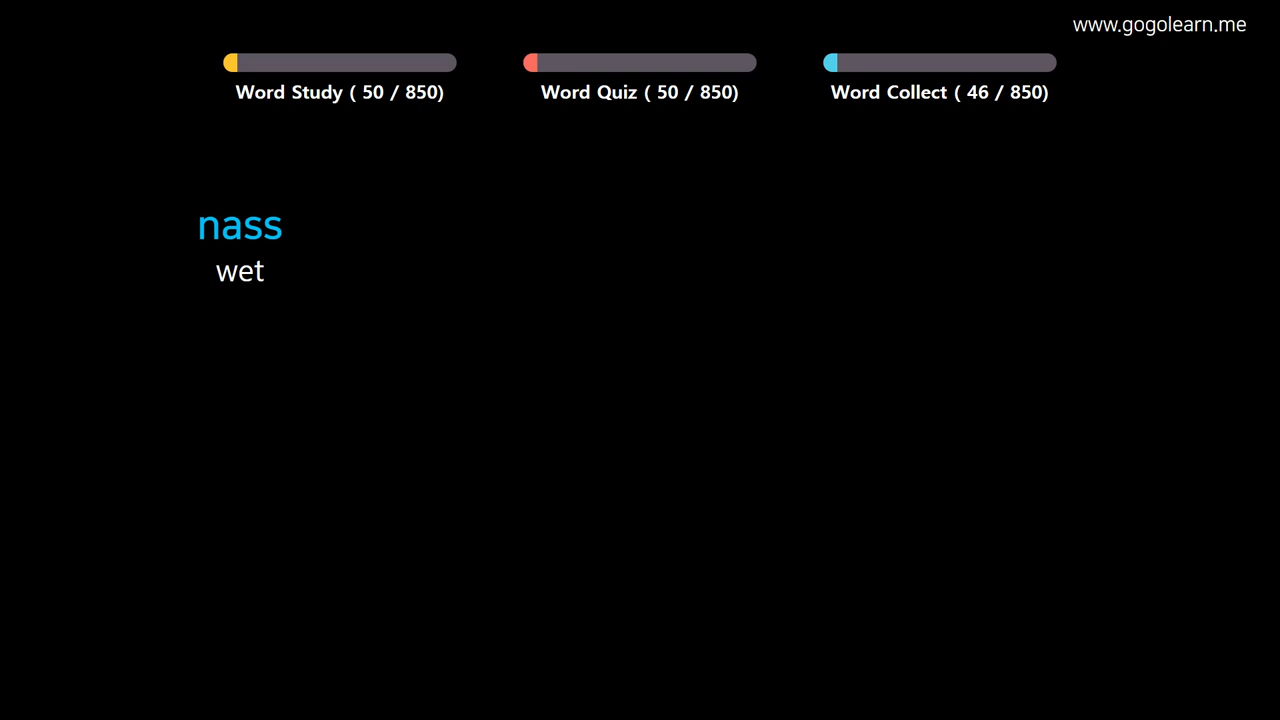 www.gogolearn.me
Word Study ( 50 / 850)
Word Quiz ( 50 / 850)
Word Collect ( 46 / 850)
nass
wet